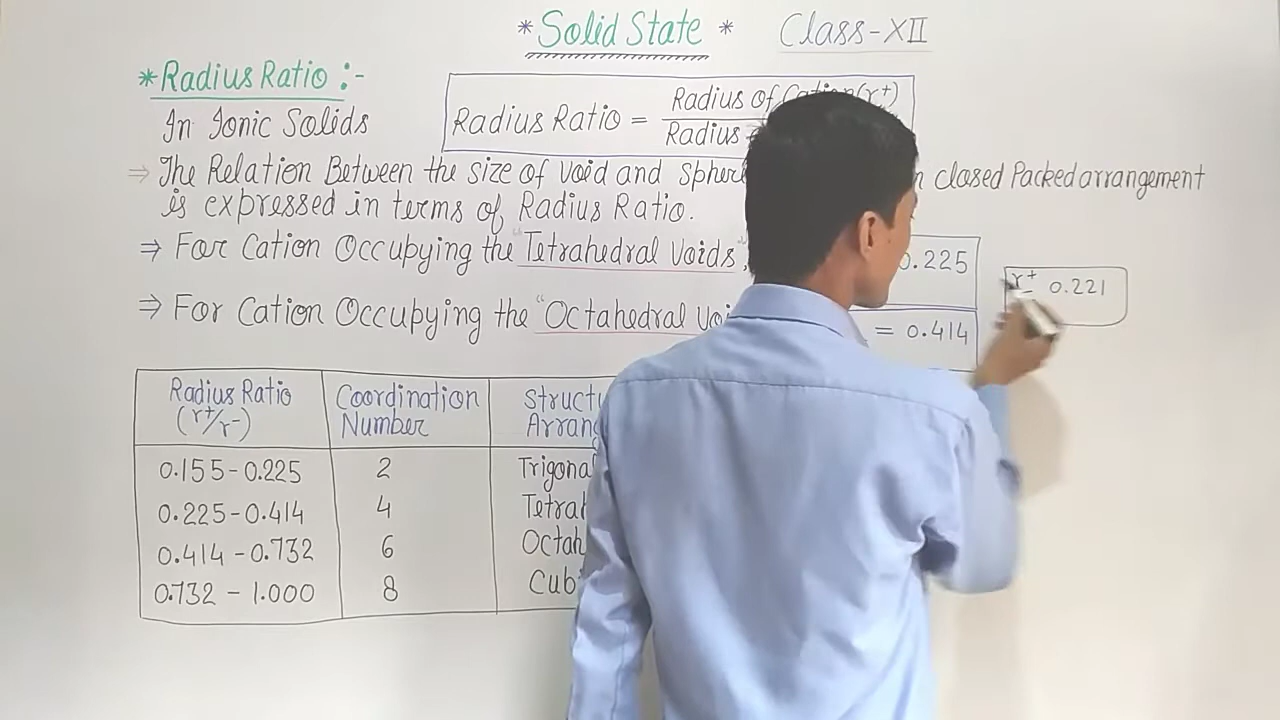 * Solid State * Class-XII
* Radius Ratio :-
In Ionic Solids
Radius Ratio = Radius of Cation (r+)
Radius
⇒ The Relation Between the size of void and closed Packed arrangement
is expressed in terms of Radius Ratio.
⇒ For Cation Occupying the "Tetrahedral Voids" 0.225
r+ 0.221
⇒ For Cation Occupying the "Octahedral = 0.414
Radius Ratio (r+/r-) Coordination Number
0.155-0.225 2
0.225-0.414 4
0.414-0.732 6
0.732-1.000 8